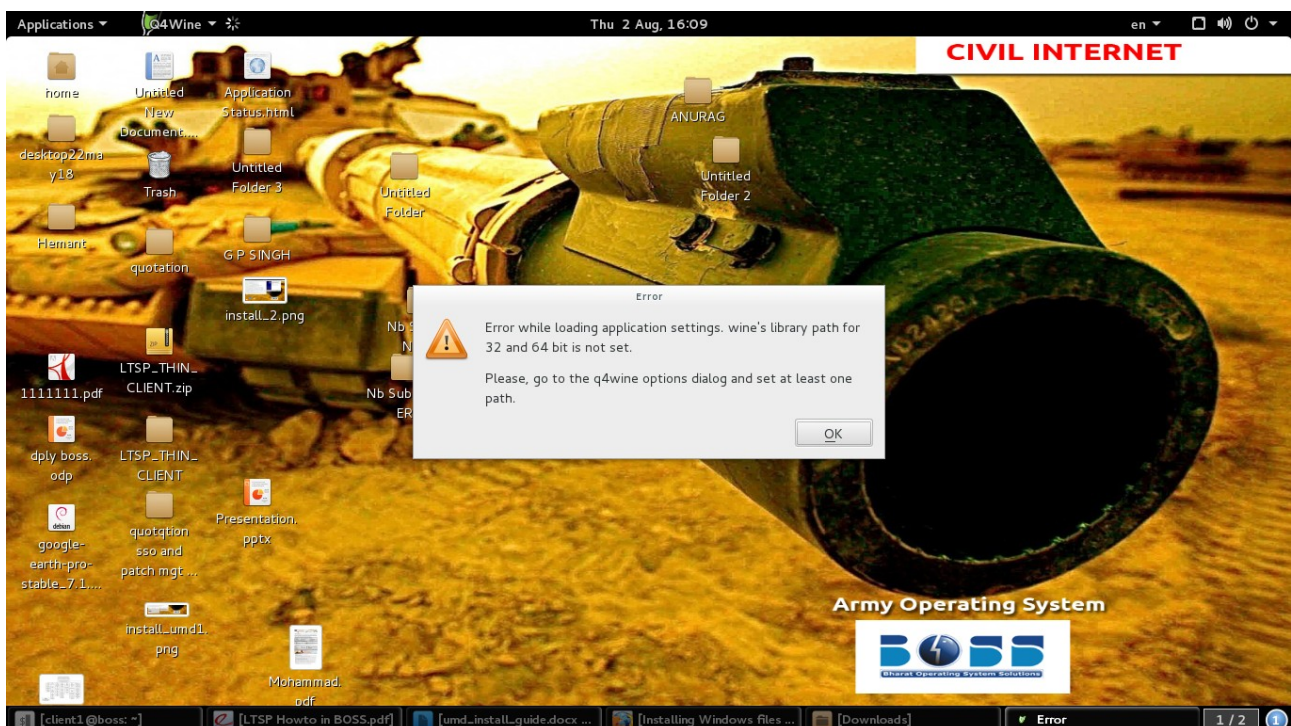 Applications
Q4Wine
Thu 2 Aug, 16:09
en
CIVIL INTERNET
home
Untitled
New
Document....
Application
Status.html
ANURAG
desktop22ma
y18
Trash
Untitled
Folder 3
Untitled
Folder
Untitled
Folder 2
Hemant
quotation
G P SINGH
install_2.png
Error
Error while loading application settings. wine's library path for
32 and 64 bit is not set.
Please, go to the q4wine options dialog and set at least one
path.
OK
Nb Sub
ER
1111111.pdf
LTSP_THIN_
CLIENT.zip
dply boss.
odp
LTSP_THIN_
CLIENT
debian
google-
earth-pro-
stable_7.1....
quotqtion
sso and
patch mgt ...
Presentation.
pptx
install_umd1.
png
Mohammad.
pdf
Army Operating System
BOSS
Bharat Operating System Solutions
[client1@boss: ~]
[LTSP Howto in BOSS.pdf]
[umd_install_guide.docx ...
[Installing Windows files ...
[Downloads]
Error
1 / 2
1